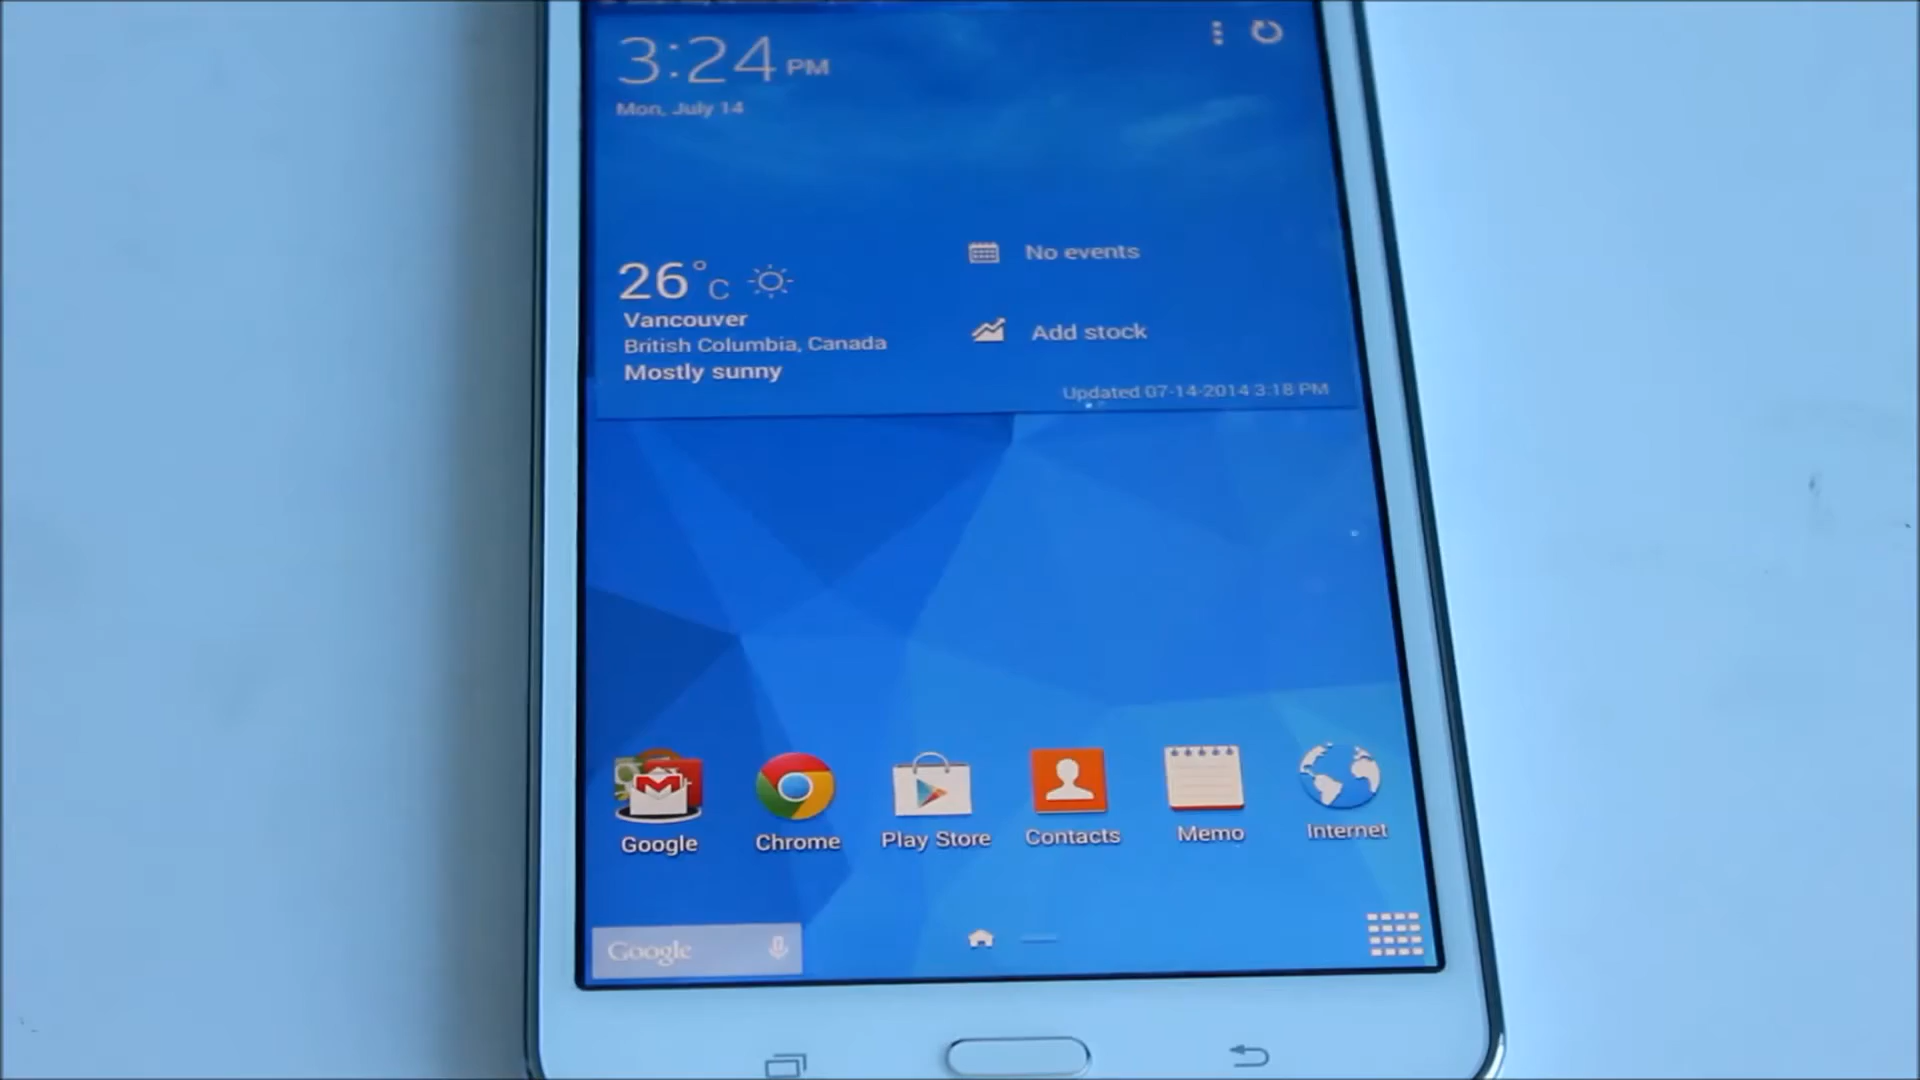 3:24 PM
Mon, July 14
No events
26°C
Vancouver
British Columbia, Canada
Mostly sunny
Add stock
Updated 07-14-2014 3:18 PM
Google
Chrome
Play Store
Contacts
Memo
Internet
Google